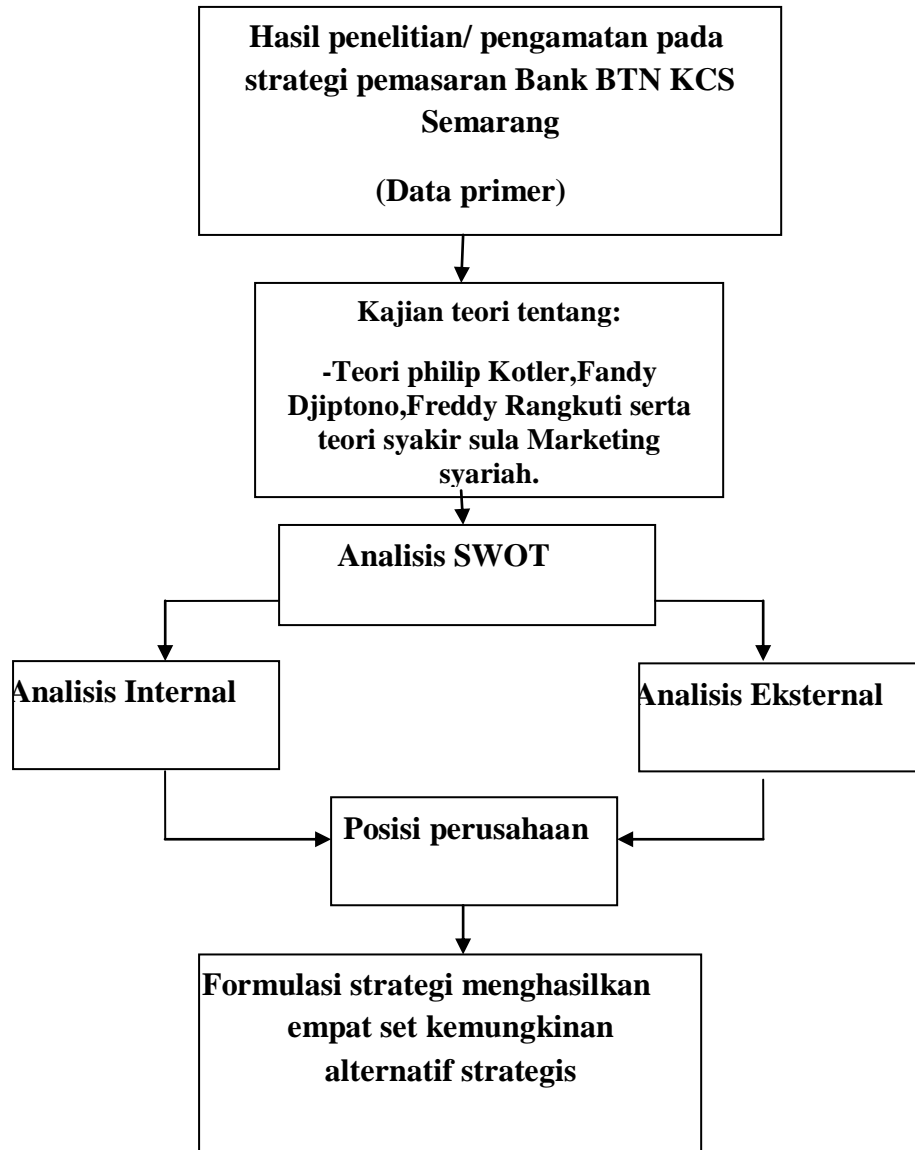 Hasil penelitian/ pengamatan pada
strategi pemasaran Bank BTN KCS
Semarang
(Data primer)
Kajian teori tentang:
-Teori philip Kotler,Fandy
Djiptono,Freddy Rangkuti serta
teori syakir sula Marketing
syariah.
Analisis SWOT
Analisis Internal
Analisis Eksternal
Posisi perusahaan
Formulasi strategi menghasilkan
empat set kemungkinan
alternatif strategis